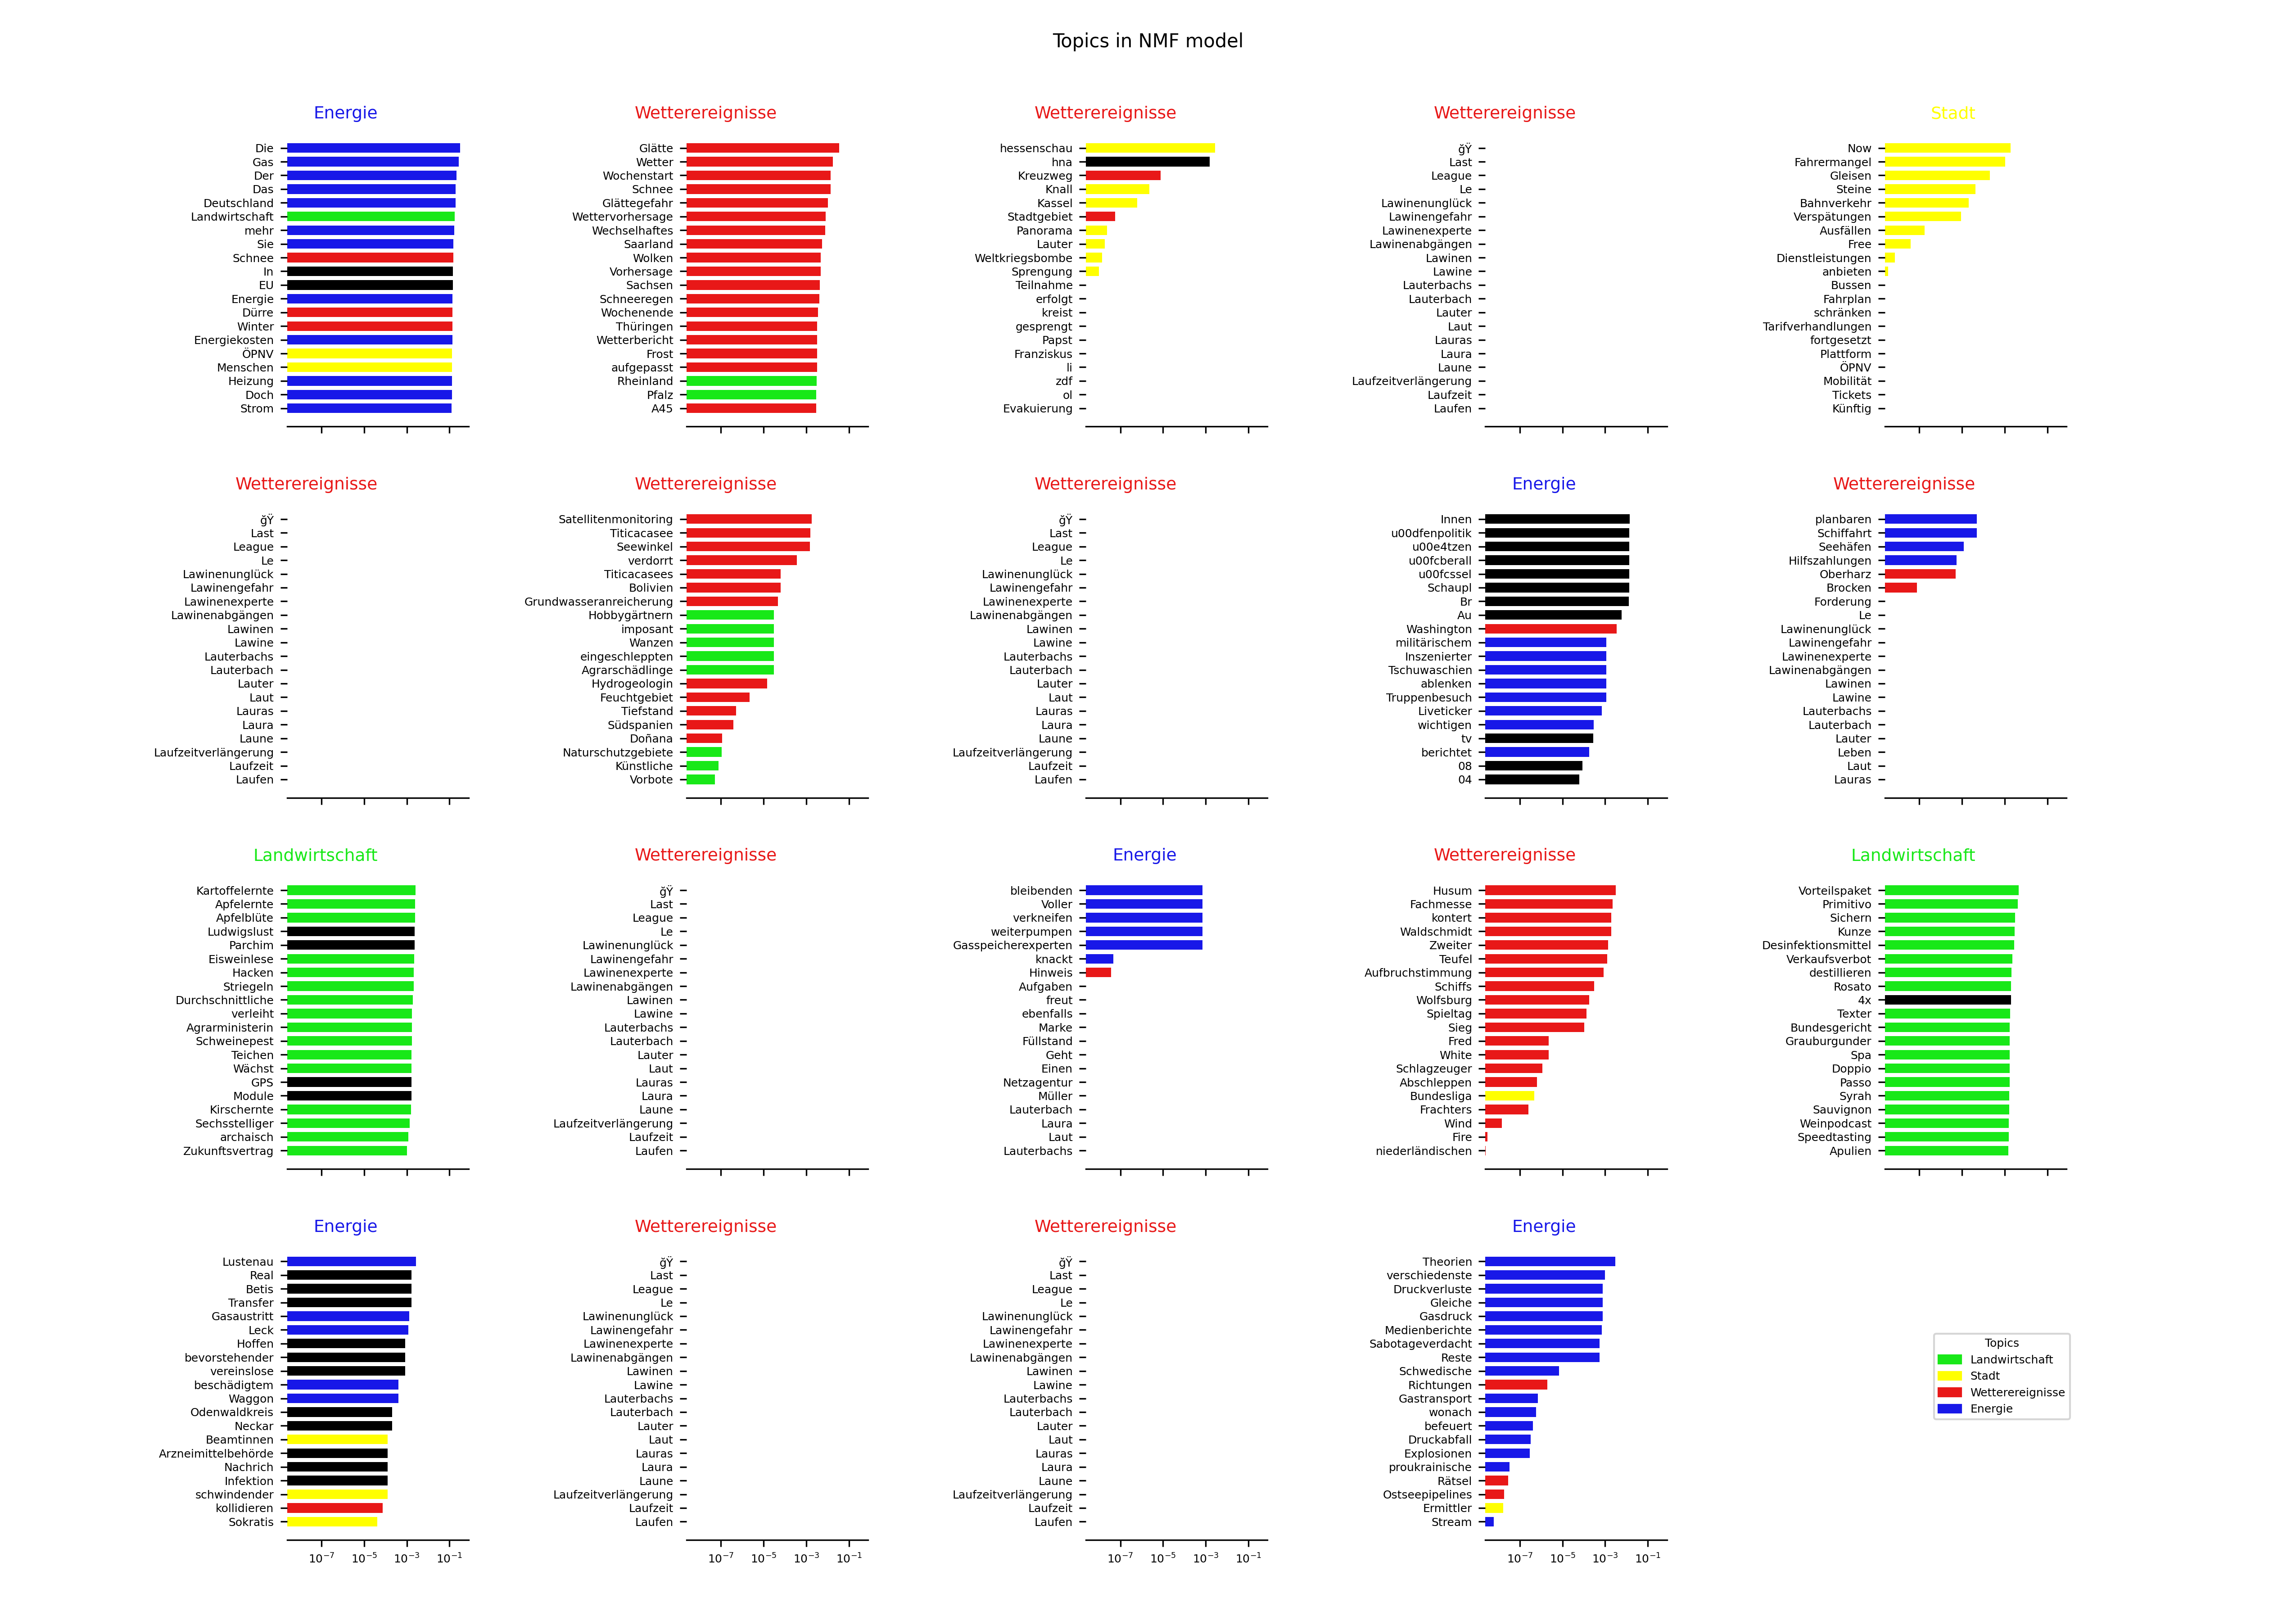 Topics in NMF model
Energie
Die
Gas
Der
Das
Deutschland
Landwirtschaft
mehr
Sie
Schnee
In
EU
Energie
Dürre
Winter
Energiekosten
ÖPNV
Menschen
Heizung
Doch
Strom
Wetterereignisse
Glätte
Wetter
Wochenstart
Schnee
Glättegefahr
Wettervorhersage
Wechselhaftes
Saarland
Wolken
Vorhersage
Sachsen
Schneeregen
Wochenende
Thüringen
Wetterbericht
Frost
aufgepasst
Rheinland
Pfalz
A45
Wetterereignisse
hessenschau
hna
Kreuzweg
Knall
Kassel
Stadtgebiet
Panorama
Lauter
Weltkriegsbombe
Sprengung
Teilnahme
erfolgt
kreist
gesprengt
Papst
Franziskus
li
zdf
ol
Evakuierung
Wetterereignisse
ğŸ
Last
League
Le
Lawinenunglück
Lawinengefahr
Lawinenexperte
Lawinenabgängen
Lawinen
Lawine
Lauterbachs
Lauterbach
Lauter
Laut
Lauras
Laura
Laune
Laufzeitverlängerung
Laufzeit
Laufen
Stadt
Now
Fahrermangel
Gleisen
Steine
Bahnverkehr
Verspätungen
Ausfällen
Free
Dienstleistungen
anbieten
Bussen
Fahrplan
schränken
Tarifverhandlungen
fortgesetzt
Plattform
ÖPNV
Mobilität
Tickets
Künftig
Wetterereignisse
ğŸ
Last
League
Le
Lawinenunglück
Lawinengefahr
Lawinenexperte
Lawinenabgängen
Lawinen
Lawine
Lauterbachs
Lauterbach
Lauter
Laut
Lauras
Laura
Laune
Laufzeitverlängerung
Laufzeit
Laufen
Wetterereignisse
Satellitenmonitoring
Titicacasee
Seewinkel
verdorrt
Titicacasees
Bolivien
Grundwasseranreicherung
Hobbygärtnern
imposant
Wanzen
eingeschleppten
Agrarschädlinge
Hydrogeologin
Feuchtgebiet
Tiefstand
Südspanien
Doñana
Naturschutzgebiete
Künstliche
Vorbote
Wetterereignisse
ğŸ
Last
League
Le
Lawinenunglück
Lawinengefahr
Lawinenexperte
Lawinenabgängen
Lawinen
Lawine
Lauterbachs
Lauterbach
Lauter
Laut
Lauras
Laura
Laune
Laufzeitverlängerung
Laufzeit
Laufen
Energie
Innen
u00dfenpolitik
u00e4tzen
u00fcberall
u00fcssel
Schaupl
Br
Au
Washington
militärischem
Inszenierter
Tschuwaschien
ablenken
Truppenbesuch
Liveticker
wichtigen
tv
berichtet
08
04
Wetterereignisse
planbaren
Schiffahrt
Seehäfen
Hilfszahlungen
Oberharz
Brocken
Forderung
Le
Lawinenunglück
Lawinengefahr
Lawinenexperte
Lawinenabgängen
Lawinen
Lawine
Lauterbachs
Lauterbach
Lauter
Leben
Laut
Lauras
Landwirtschaft
Kartoffelernte
Apfelernte
Apfelblüte
Ludwigslust
Parchim
Eisweinlese
Hacken
Striegeln
Durchschnittliche
verleiht
Agrarministerin
Schweinepest
Teichen
Wächst
GPS
Module
Kirschernte
Sechsstelliger
archaisch
Zukunftsvertrag
Wetterereignisse
ğŸ
Last
League
Le
Lawinenunglück
Lawinengefahr
Lawinenexperte
Lawinenabgängen
Lawinen
Lawine
Lauterbachs
Lauterbach
Lauter
Laut
Lauras
Laura
Laune
Laufzeitverlängerung
Laufzeit
Laufen
Energie
bleibenden
Voller
verkneifen
weiterpumpen
Gasspeicherexperten
knackt
Hinweis
Aufgaben
freut
ebenfalls
Marke
Füllstand
Geht
Einen
Netzagentur
Müller
Lauterbach
Laura
Laut
Lauterbachs
Wetterereignisse
Husum
Fachmesse
kontert
Waldschmidt
Zweiter
Teufel
Aufbruchstimmung
Schiffs
Wolfsburg
Spieltag
Sieg
Fred
White
Schlagzeuger
Abschleppen
Bundesliga
Frachters
Wind
Fire
niederländischen
Landwirtschaft
Vorteilspaket
Primitivo
Sichern
Kunze
Desinfektionsmittel
Verkaufsverbot
destillieren
Rosato
4x
Texter
Bundesgericht
Grauburgunder
Spa
Doppio
Passo
Syrah
Sauvignon
Weinpodcast
Speedtasting
Apulien
Energie
Lustenau
Real
Betis
Transfer
Gasaustritt
Leck
Hoffen
bevorstehender
vereinslose
beschädigtem
Waggon
Odenwaldkreis
Neckar
Beamtinnen
Arzneimittelbehörde
Nachrich
Infektion
schwindender
kollidieren
Sokratis
10⁻⁷ 10⁻⁵ 10⁻³ 10⁻¹
Wetterereignisse
ğŸ
Last
League
Le
Lawinenunglück
Lawinengefahr
Lawinenexperte
Lawinenabgängen
Lawinen
Lawine
Lauterbachs
Lauterbach
Lauter
Laut
Lauras
Laura
Laune
Laufzeitverlängerung
Laufzeit
Laufen
10⁻⁷ 10⁻⁵ 10⁻³ 10⁻¹
Wetterereignisse
ğŸ
Last
League
Le
Lawinenunglück
Lawinengefahr
Lawinenexperte
Lawinenabgängen
Lawinen
Lawine
Lauterbachs
Lauterbach
Lauter
Laut
Lauras
Laura
Laune
Laufzeitverlängerung
Laufzeit
Laufen
10⁻⁷ 10⁻⁵ 10⁻³ 10⁻¹
Energie
Theorien
verschiedenste
Druckverluste
Gleiche
Gasdruck
Medienberichte
Sabotageverdacht
Reste
Schwedische
Richtungen
Gastransport
wonach
befeuert
Druckabfall
Explosionen
proukrainische
Rätsel
Ostseepipelines
Ermittler
Stream
10⁻⁷ 10⁻⁵ 10⁻³ 10⁻¹
Topics
Landwirtschaft
Stadt
Wetterereignisse
Energie